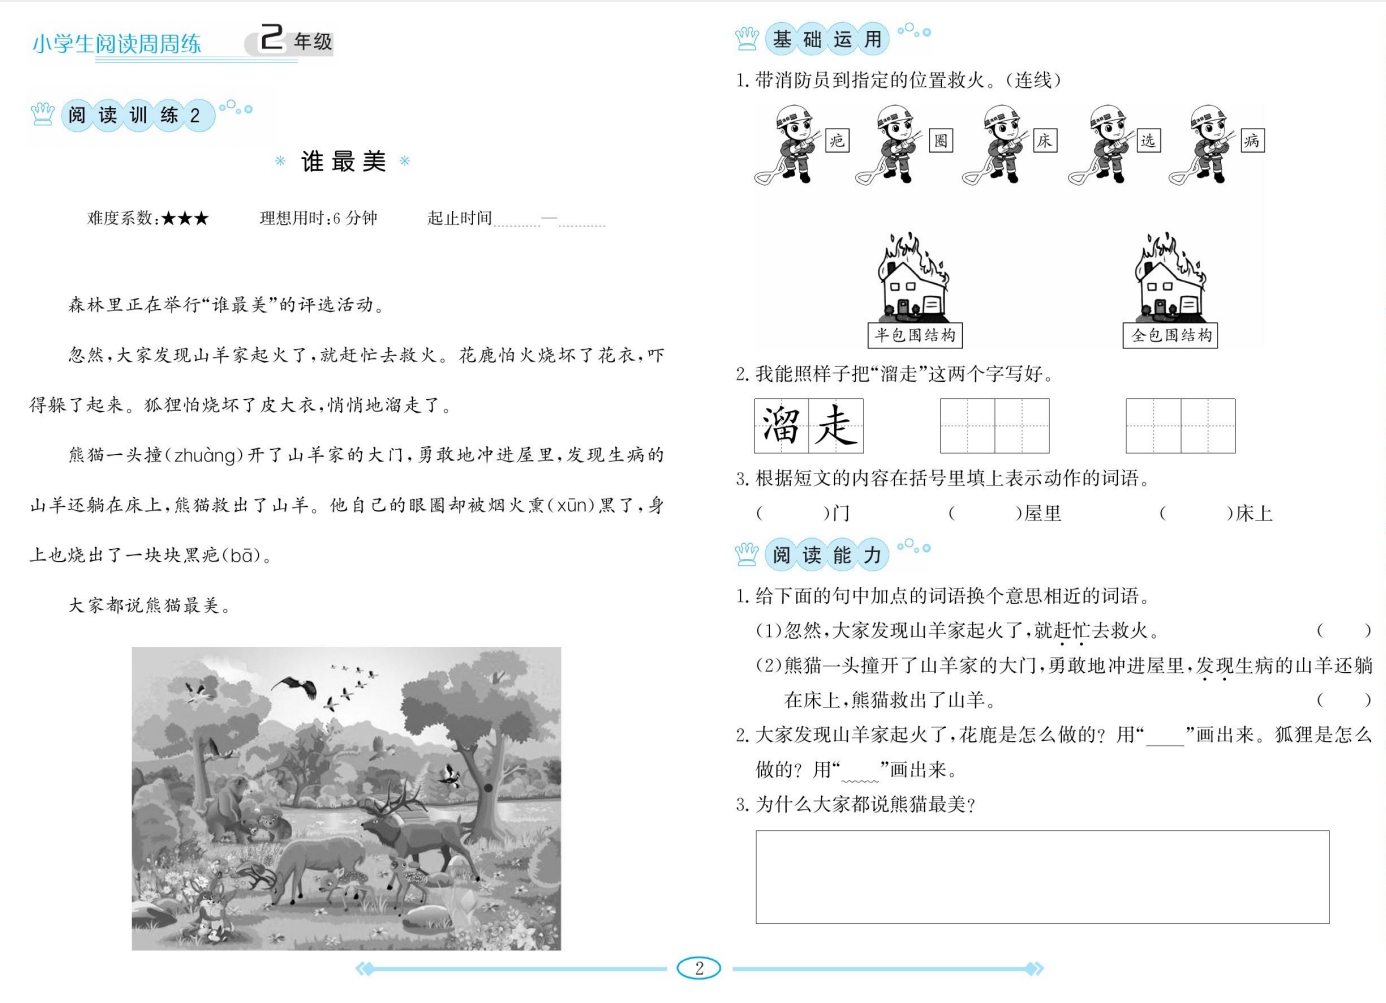 小学生阅读周周练 2年级
阅读训练2
谁最美
难度系数:★★★ 理想用时:6分钟 起止时间 —
森林里正在举行“谁最美”的评选活动。
忽然,大家发现山羊家起火了,就赶忙去救火。花鹿怕火烧坏了花衣,吓
得躲了起来。狐狸怕烧坏了皮大衣,悄悄地溜走了。
熊猫一头撞(zhuàng)开了山羊家的大门,勇敢地冲进屋里,发现生病的
山羊还躺在床上,熊猫救出了山羊。他自己的眼圈却被烟火熏(xūn)黑了,身
上也烧出了一块块黑疤(bā)。
大家都说熊猫最美。
基础运用
1. 带消防员到指定的位置救火。(连线)
疤 圈 床 选 病
半包围结构 全包围结构
2. 我能照样子把“溜走”这两个字写好。
溜走
3. 根据短文的内容在括号里填上表示动作的词语。
( )门 ( )屋里 ( )床上
阅读能力
1. 给下面的句中加点的词语换个意思相近的词语。
(1)忽然,大家发现山羊家起火了,就赶忙去救火。 ( )
(2)熊猫一头撞开了山羊家的大门,勇敢地冲进屋里,发现生病的山羊还躺
在床上,熊猫救出了山羊。 ( )
2. 大家发现山羊家起火了,花鹿是怎么做的? 用“____”画出来。狐狸是怎么
做的? 用“﹏﹏”画出来。
3. 为什么大家都说熊猫最美?
2